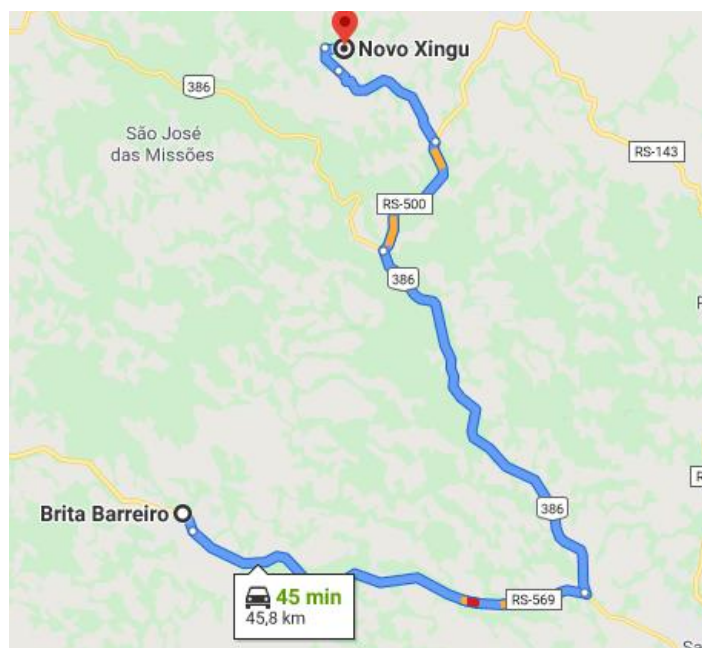 Novo Xingu
386
São José
das Missões
RS-143
RS-500
386
386
Brita Barreiro
45 min
45,8 km
RS-569